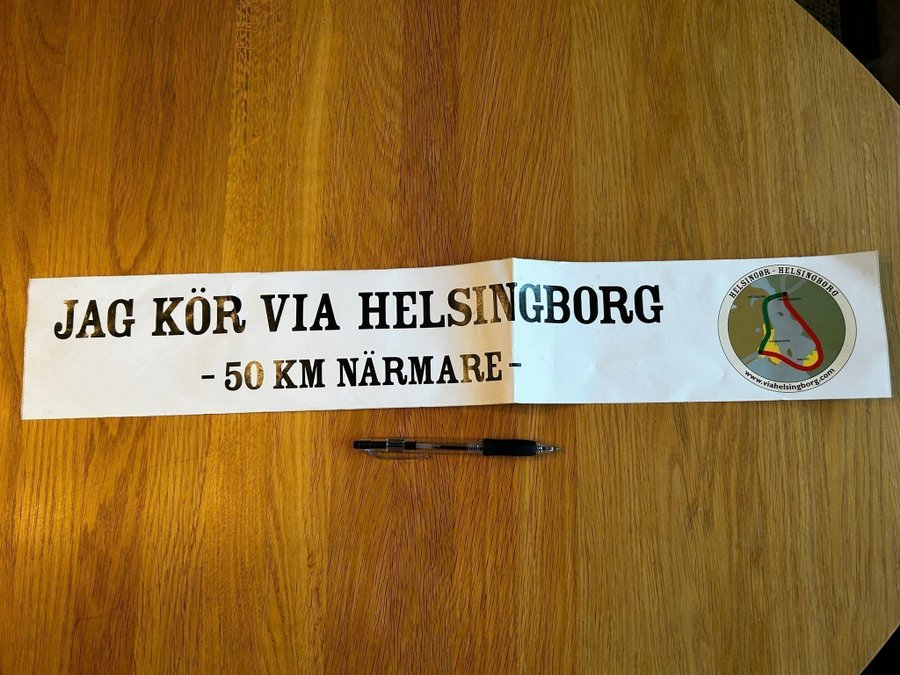 JAG KÖR VIA HELSINGBORG
- 50 KM NÄRMARE -
HELSINGØR - HELSINGBORG
www.viahelsingborg.com